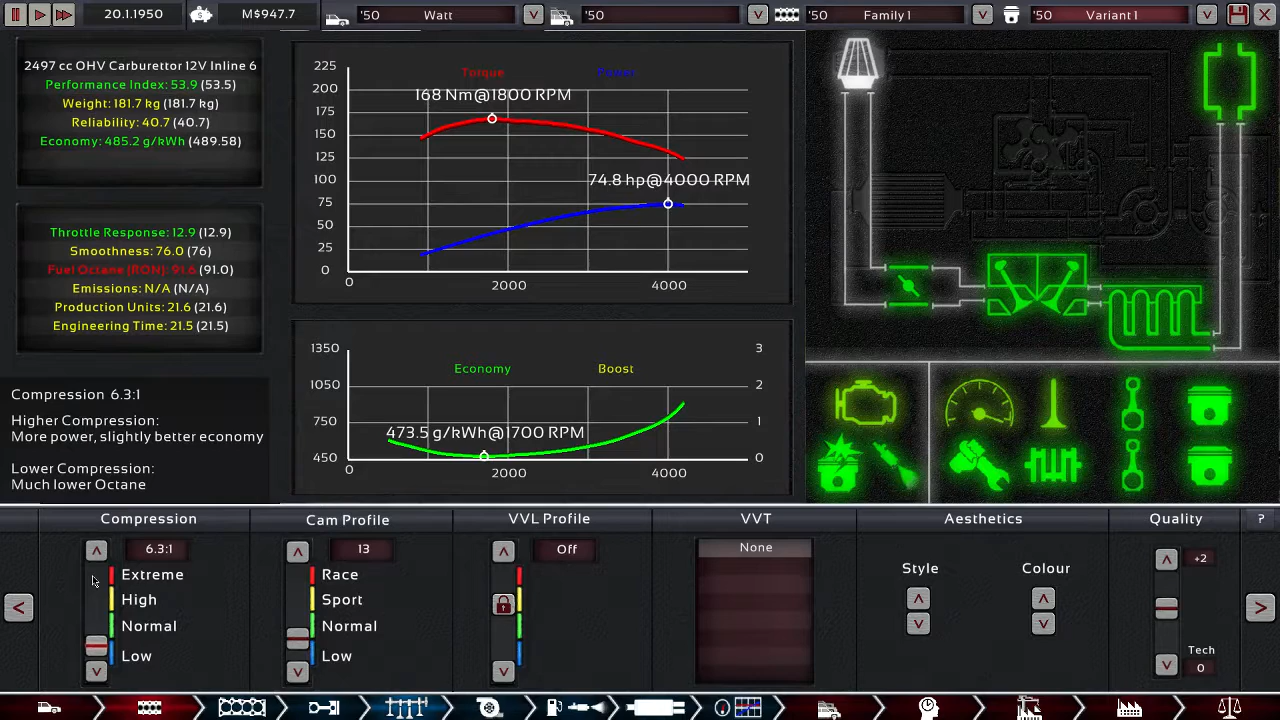 20.1.1950
M$947.7
'50 Watt V
'50 V
'50 Family 1 V
'50 Variant 1 V
2497 cc OHV Carburettor 12V Inline 6
Performance Index: 53.9 (53.5)
Weight: 181.7 kg (181.7 kg)
Reliability: 40.7 (40.7)
Economy: 485.2 g/kWh (489.58)
Throttle Response: 12.9 (12.9)
Smoothness: 76.0 (76)
Fuel Octane (RON): 91.6 (91.0)
Emissions: N/A (N/A)
Production Units: 21.6 (21.6)
Engineering Time: 21.5 (21.5)
Compression 6.3:1
Higher Compression:
More power, slightly better economy
Lower Compression:
Much lower Octane
Torque Power
225
200
175
150
125
100
75
50
25
0
168 Nm@1800 RPM
74.8 hp@4000 RPM
0 2000 4000
Economy Boost
1350 3
1050 2
750 1
450 0
473.5 g/kWh@1700 RPM
0 2000 4000
Compression
6.3:1
Extreme
High
Normal
Low
Cam Profile
13
Race
Sport
Normal
Low
VVL Profile
Off
VVT
None
Aesthetics
Style
Colour
Quality
+2
Tech
0
?
<
>